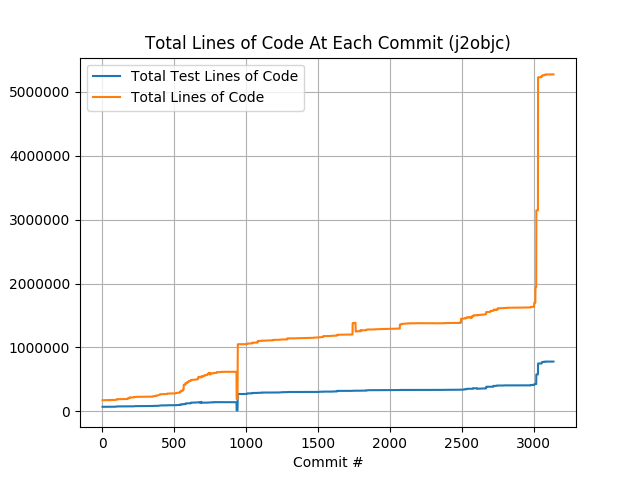 Total Lines of Code At Each Commit (j2objc)
Total Test Lines of Code
Total Lines of Code
5000000
4000000
3000000
2000000
1000000
0
0 500 1000 1500 2000 2500 3000
Commit #